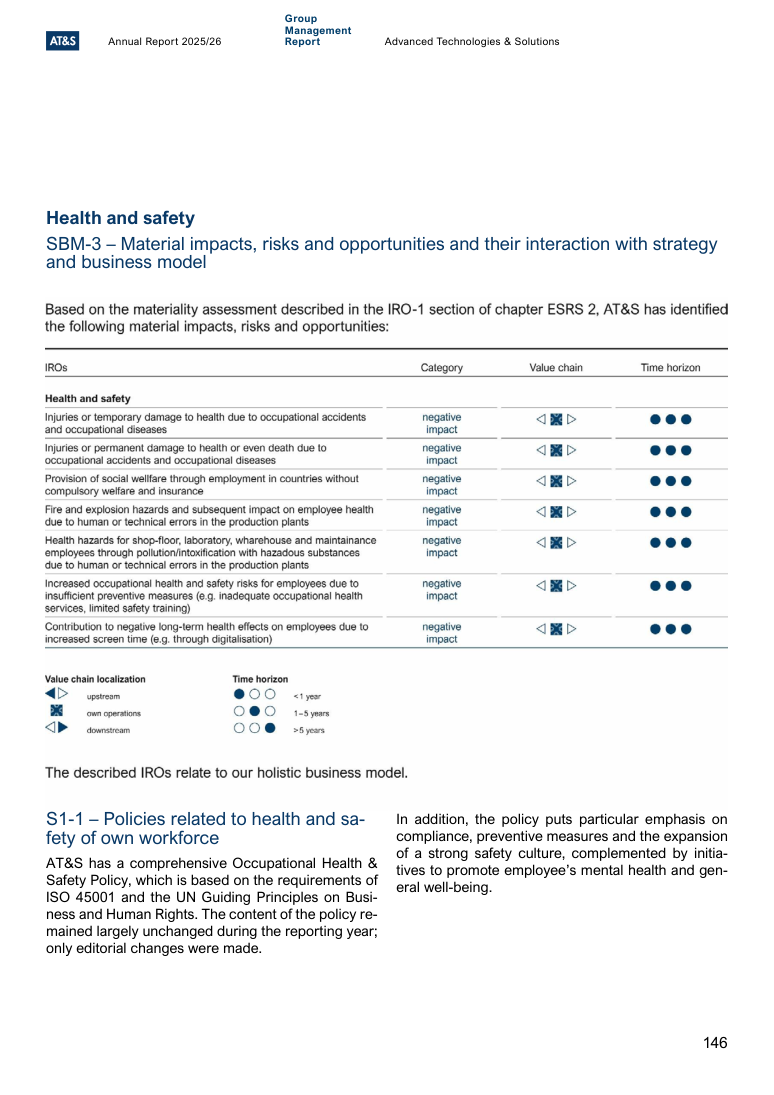 AT&S
Annual Report 2025/26
Group
Management
Report
Advanced Technologies & Solutions
Health and safety
SBM-3 – Material impacts, risks and opportunities and their interaction with strategy
and business model
Based on the materiality assessment described in the IRO-1 section of chapter ESRS 2, AT&S has identified
the following material impacts, risks and opportunities:
IROs Category Value chain Time horizon
Health and safety
Injuries or temporary damage to health due to occupational accidents
and occupational diseases
negative
impact
Injuries or permanent damage to health or even death due to
occupational accidents and occupational diseases
negative
impact
Provision of social wellfare through employment in countries without
compulsory welfare and insurance
negative
impact
Fire and explosion hazards and subsequent impact on employee health
due to human or technical errors in the production plants
negative
impact
Health hazards for shop-floor, laboratory, wharehouse and maintainance
employees through pollution/intoxification with hazadous substances
due to human or technical errors in the production plants
negative
impact
Increased occupational health and safety risks for employees due to
insufficient preventive measures (e.g. inadequate occupational health
services, limited safety training)
negative
impact
Contribution to negative long-term health effects on employees due to
increased screen time (e.g. through digitalisation)
negative
impact
Value chain localization
upstream
own operations
downstream
Time horizon
<1 year
1–5 years
>5 years
The described IROs relate to our holistic business model.
S1-1 – Policies related to health and sa-
fety of own workforce
AT&S has a comprehensive Occupational Health &
Safety Policy, which is based on the requirements of
ISO 45001 and the UN Guiding Principles on Busi-
ness and Human Rights. The content of the policy re-
mained largely unchanged during the reporting year;
only editorial changes were made.
In addition, the policy puts particular emphasis on
compliance, preventive measures and the expansion
of a strong safety culture, complemented by initia-
tives to promote employee's mental health and gen-
eral well-being.
146